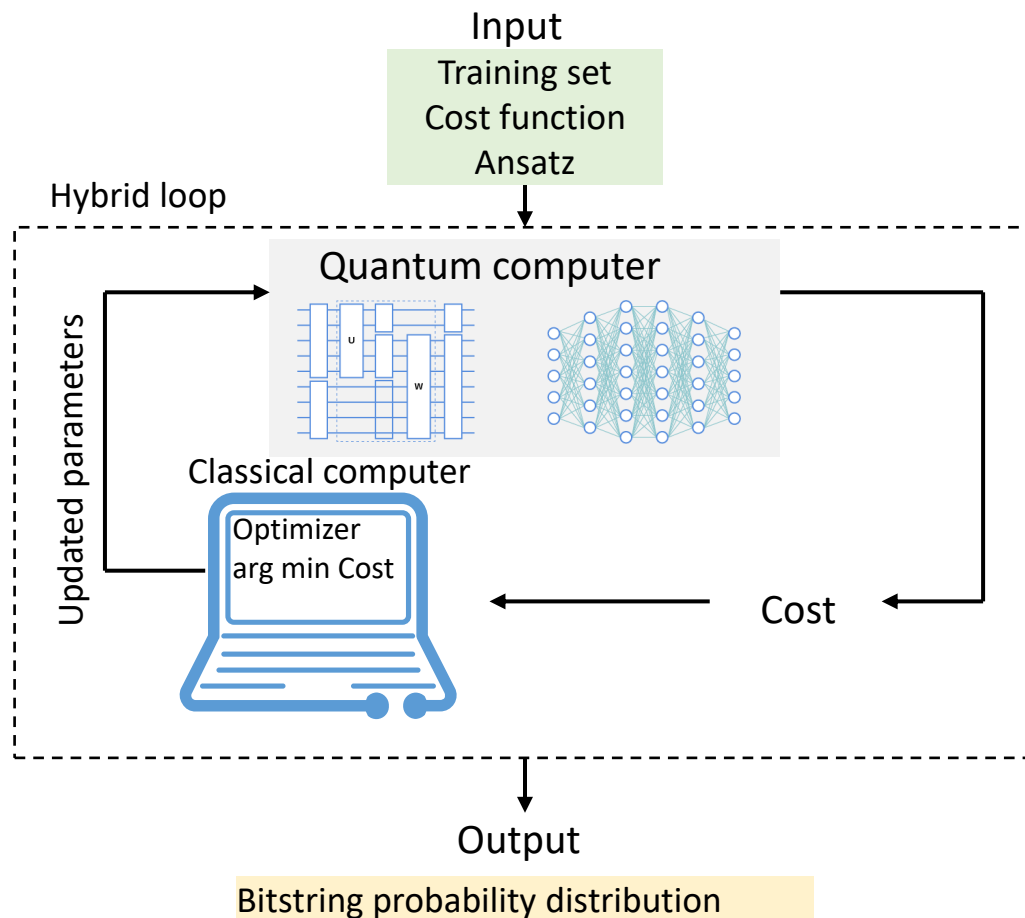 Input
Training set
Cost function
Ansatz
Hybrid loop
Quantum computer
U
W
Updated parameters
Classical computer
Optimizer
arg min Cost
Cost
Output
Bitstring probability distribution